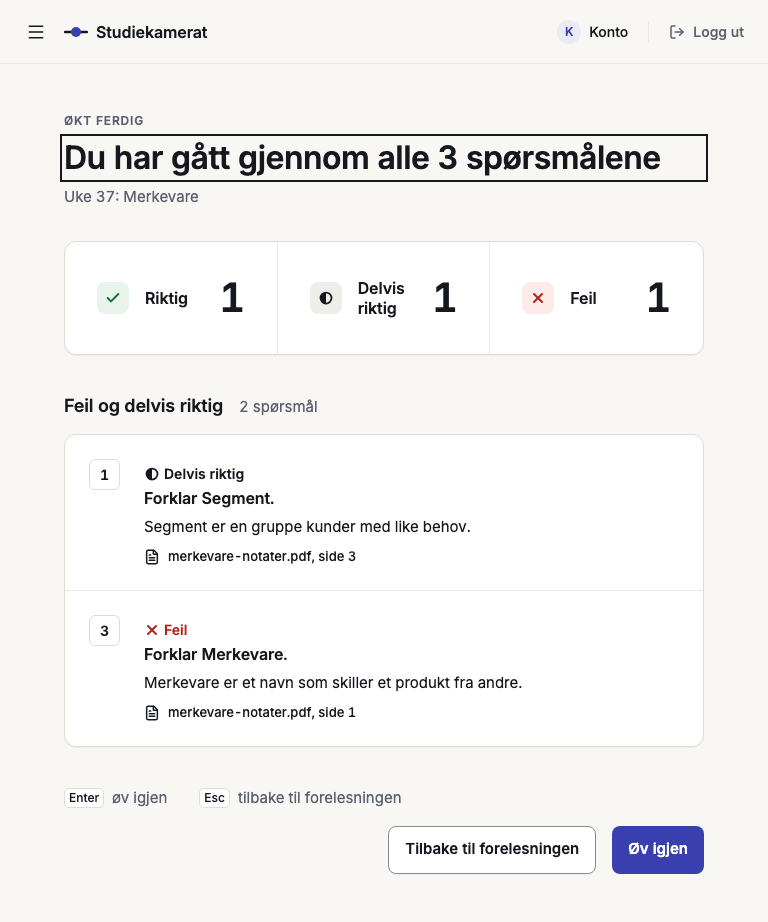 Studiekamerat
K Konto
Logg ut
ØKT FERDIG
Du har gått gjennom alle 3 spørsmålene
Uke 37: Merkevare
Riktig 1
Delvis riktig 1
Feil 1
Feil og delvis riktig 2 spørsmål
1
Delvis riktig
Forklar Segment.
Segment er en gruppe kunder med like behov.
merkevare-notater.pdf, side 3
3
Feil
Forklar Merkevare.
Merkevare er et navn som skiller et produkt fra andre.
merkevare-notater.pdf, side 1
Enter øv igjen Esc tilbake til forelesningen
Tilbake til forelesningen
Øv igjen